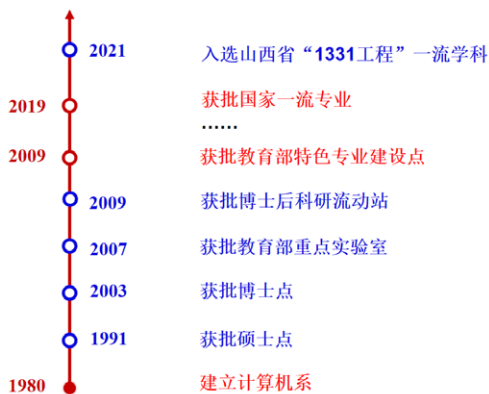 2021 入选山西省“1331工程”一流学科
2019 获批国家一流专业
……
2009 获批教育部特色专业建设点
2009 获批博士后科研流动站
2007 获批教育部重点实验室
2003 获批博士点
1991 获批硕士点
1980 建立计算机系